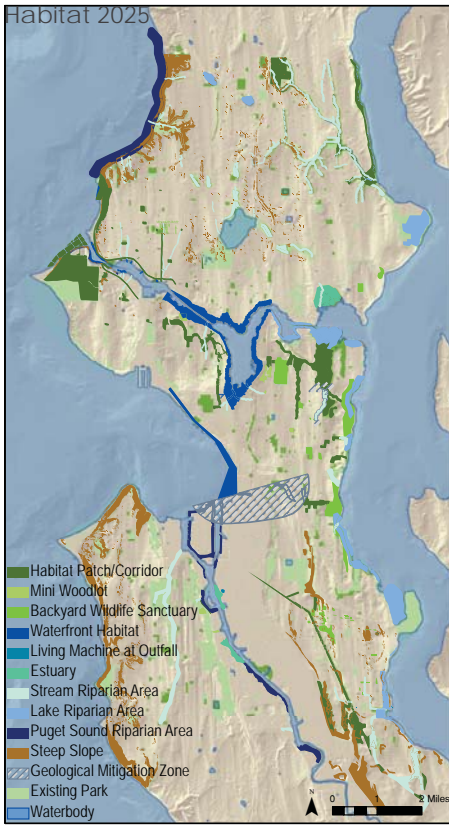 Habitat 2025
Habitat Patch/Corridor
Mini Woodlot
Backyard Wildlife Sanctuary
Waterfront Habitat
Living Machine at Outfall
Estuary
Stream Riparian Area
Lake Riparian Area
Puget Sound Riparian Area
Steep Slope
Geological Mitigation Zone
Existing Park
Waterbody
N
0 1 2 Miles